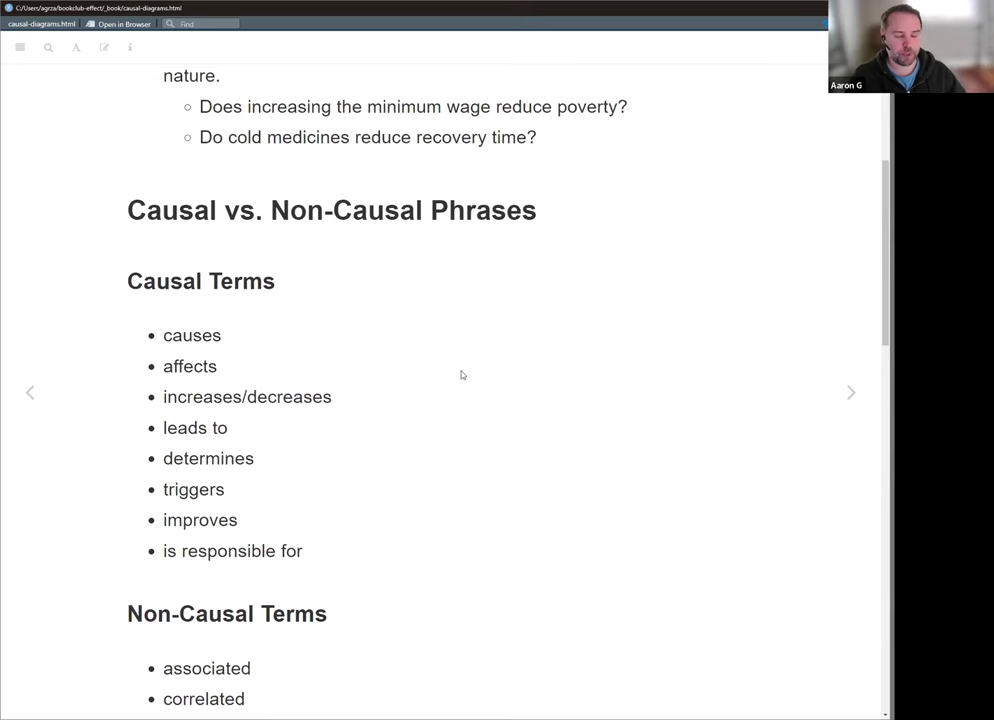 C:/Users/agrza/bookclub-effect/_book/causal-diagrams.html
causal-diagrams.html
Open in Browser
Find
A
i
Aaron G
nature.
Does increasing the minimum wage reduce poverty?
Do cold medicines reduce recovery time?
Causal vs. Non-Causal Phrases
Causal Terms
causes
affects
increases/decreases
leads to
determines
triggers
improves
is responsible for
Non-Causal Terms
associated
correlated